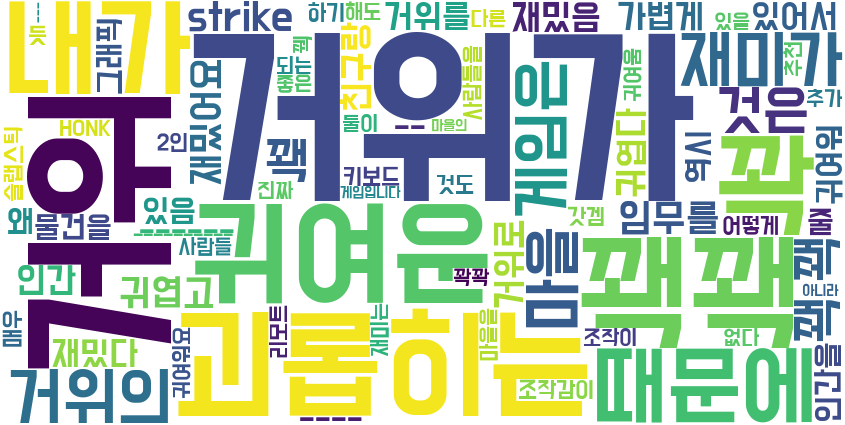 내가
듯
그래픽
strike
하기
해도
거위를
다른
재밌음
가볍게
있을
있어서
거위가
재미가
꽥
되는
좋은
친구랑
사람들을
귀여움
추천
추가
HONK
2인
재밌어요
둘이
마을의
게임은
것은
거위
슬랩스틱
꽥
키보드
게임입니다
것도
귀엽다
역시
꽉
귀여워
진짜
갓겜
임무를
어떻게
줄
왜
물건을
있음
--------
사람들
귀여운
꽉꽉
거위로
마을
꽥꽥
꽥꽥
아니라
인간
귀엽고
괴롭히는
매우
재밌다
귀여워요
리모트
재미는
마을을
조작이
없다
인간을
거위의
조작감이
때문에
----